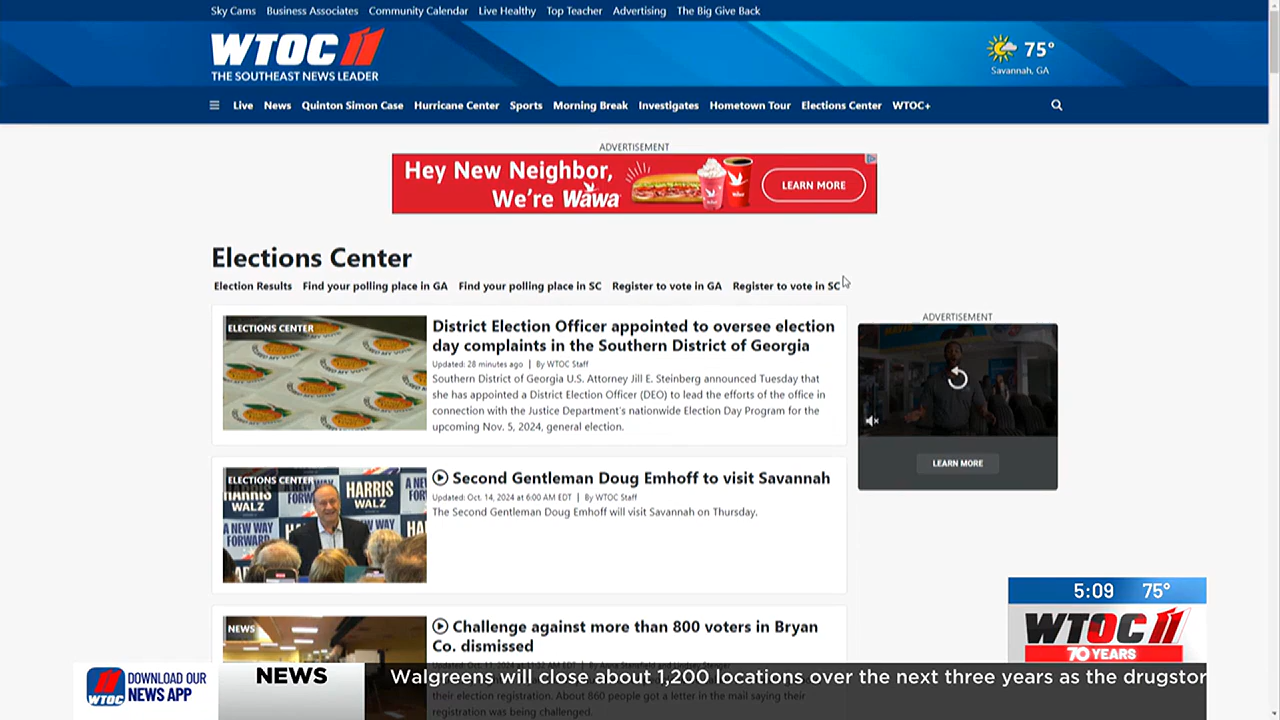 Sky Cams Business Associates Community Calendar Live Healthy Top Teacher Advertising The Big Give Back
WTOC 11
THE SOUTHEAST NEWS LEADER
75°
Savannah, GA
Live News Quinton Simon Case Hurricane Center Sports Morning Break Investigates Hometown Tour Elections Center WTOC+
ADVERTISEMENT
Hey New Neighbor,
We're Wawa
LEARN MORE
Elections Center
Election Results Find your polling place in GA Find your polling place in SC Register to vote in GA Register to vote in SC
ELECTIONS CENTER
District Election Officer appointed to oversee election
day complaints in the Southern District of Georgia
Updated: 28 minutes ago | By WTOC Staff
Southern District of Georgia U.S. Attorney Jill E. Steinberg announced Tuesday that
she has appointed a District Election Officer (DEO) to lead the efforts of the office in
connection with the Justice Department's nationwide Election Day Program for the
upcoming Nov. 5, 2024, general election.
ADVERTISEMENT
LEARN MORE
ELECTIONS CENTER
HARRIS
WALZ
A NEW WAY
FORWARD
Second Gentleman Doug Emhoff to visit Savannah
Updated: Oct. 14, 2024 at 6:00 AM EDT | By WTOC Staff
The Second Gentleman Doug Emhoff will visit Savannah on Thursday.
NEWS
Challenge against more than 800 voters in Bryan
Co. dismissed
their election registration. About 860 people got a letter in the mail saying their
registration was being challenged.
5:09 75°
WTOC 11
70 YEARS
WTOC
DOWNLOAD OUR
NEWS APP
NEWS
Walgreens will close about 1,200 locations over the next three years as the drugstor